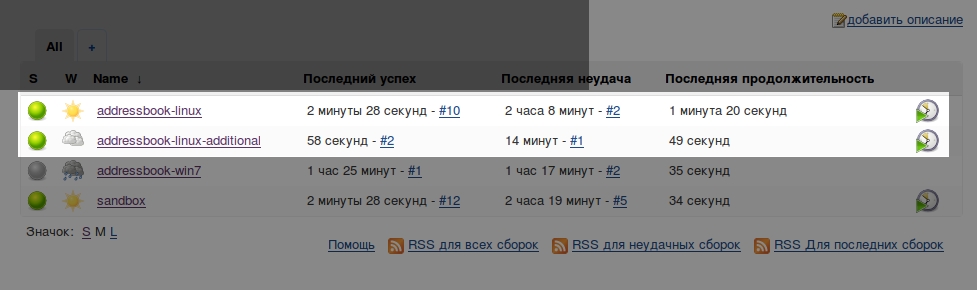 добавить описание
All +
S W Name ↓ Последний успех Последняя неудача Последняя продолжительность
addressbook-linux 2 минуты 28 секунд - #10 2 часа 8 минут - #2 1 минута 20 секунд
addressbook-linux-additional 58 секунд - #2 14 минут - #1 49 секунд
addressbook-win7 1 час 25 минут - #1 1 час 17 минут - #2 35 секунд
sandbox 2 минуты 28 секунд - #12 2 часа 19 минут - #5 34 секунд
Значок: S M L
Помощь RSS для всех сборок RSS для неудачных сборок RSS Для последних сборок